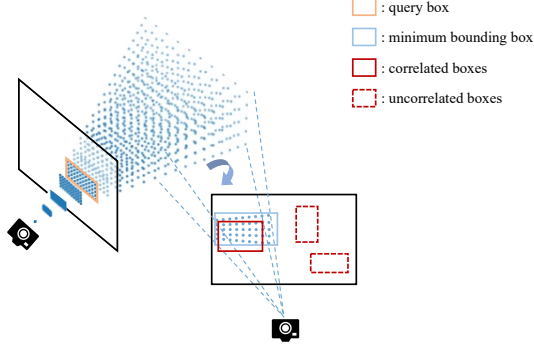 : query box
: minimum bounding box
: correlated boxes
: uncorrelated boxes